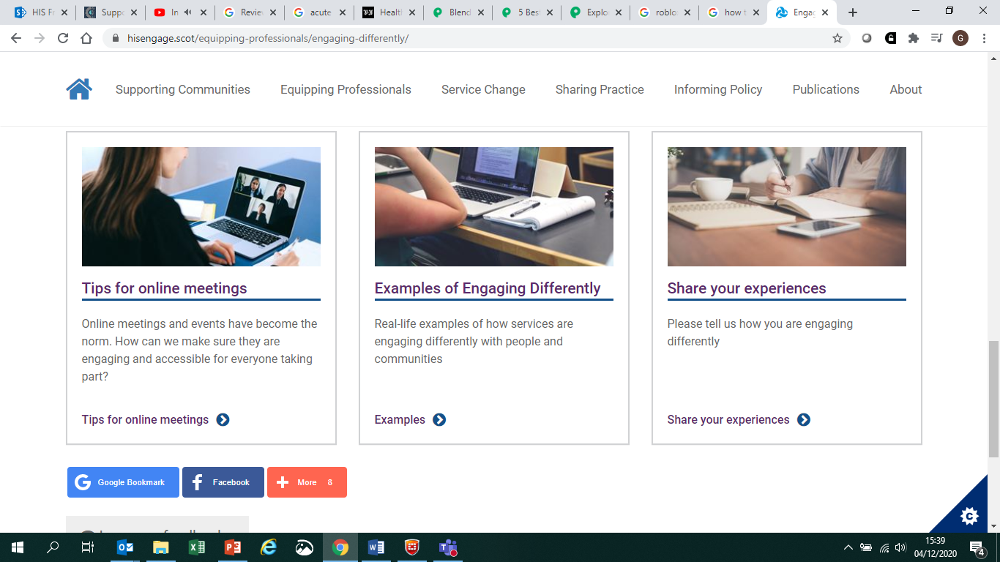 HIS Fr
Suppo
In
Review
acute
Health
Blend
5 Best
Explor
roblo
how t
Engag
hisengage.scot/equipping-professionals/engaging-differently/
G
Supporting Communities
Equipping Professionals
Service Change
Sharing Practice
Informing Policy
Publications
About
Tips for online meetings
Online meetings and events have become the
norm. How can we make sure they are
engaging and accessible for everyone taking
part?
Tips for online meetings
Examples of Engaging Differently
Real-life examples of how services are
engaging differently with people and
communities
Examples
Share your experiences
Please tell us how you are engaging
differently
Share your experiences
Google Bookmark
Facebook
More 8
15:39
04/12/2020
4